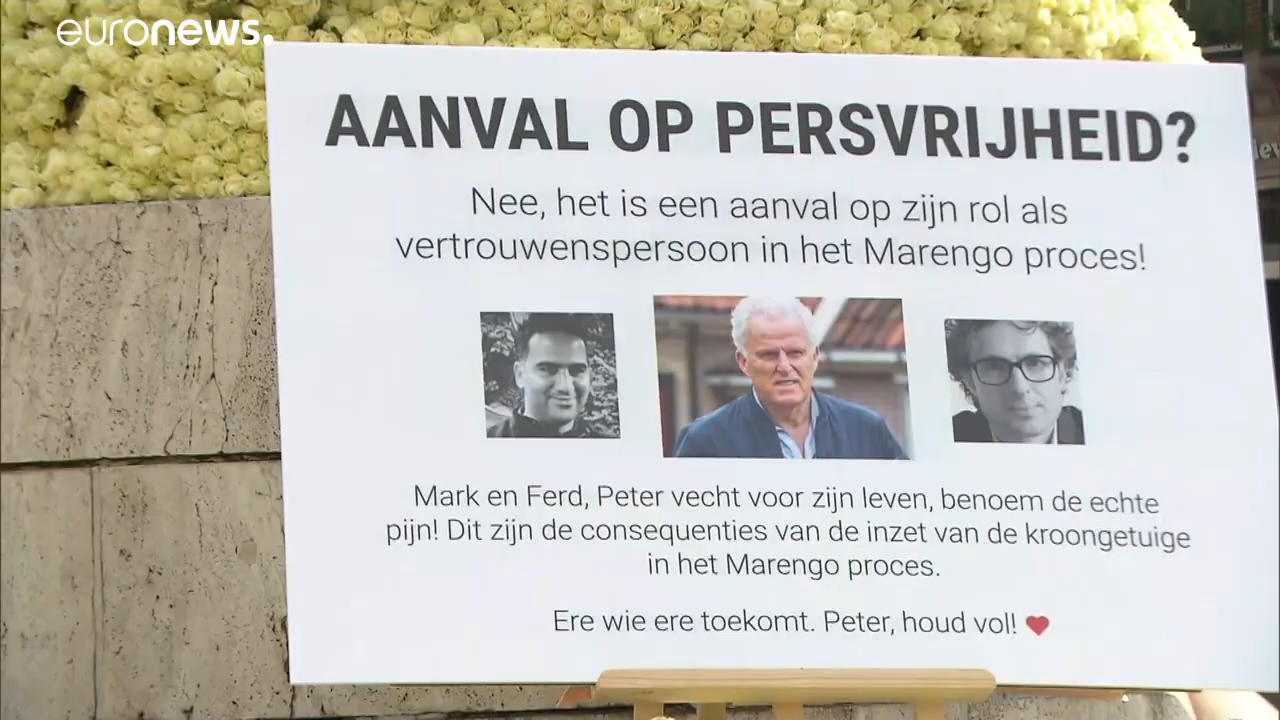 euronews.
AANVAL OP PERSVRIJHEID?
Nee, het is een aanval op zijn rol als
vertrouwenspersoon in het Marengo proces!
Mark en Ferd, Peter vecht voor zijn leven, benoem de echte
pijn! Dit zijn de consequenties van de inzet van de kroongetuige
in het Marengo proces.
Ere wie ere toekomt. Peter, houd vol!